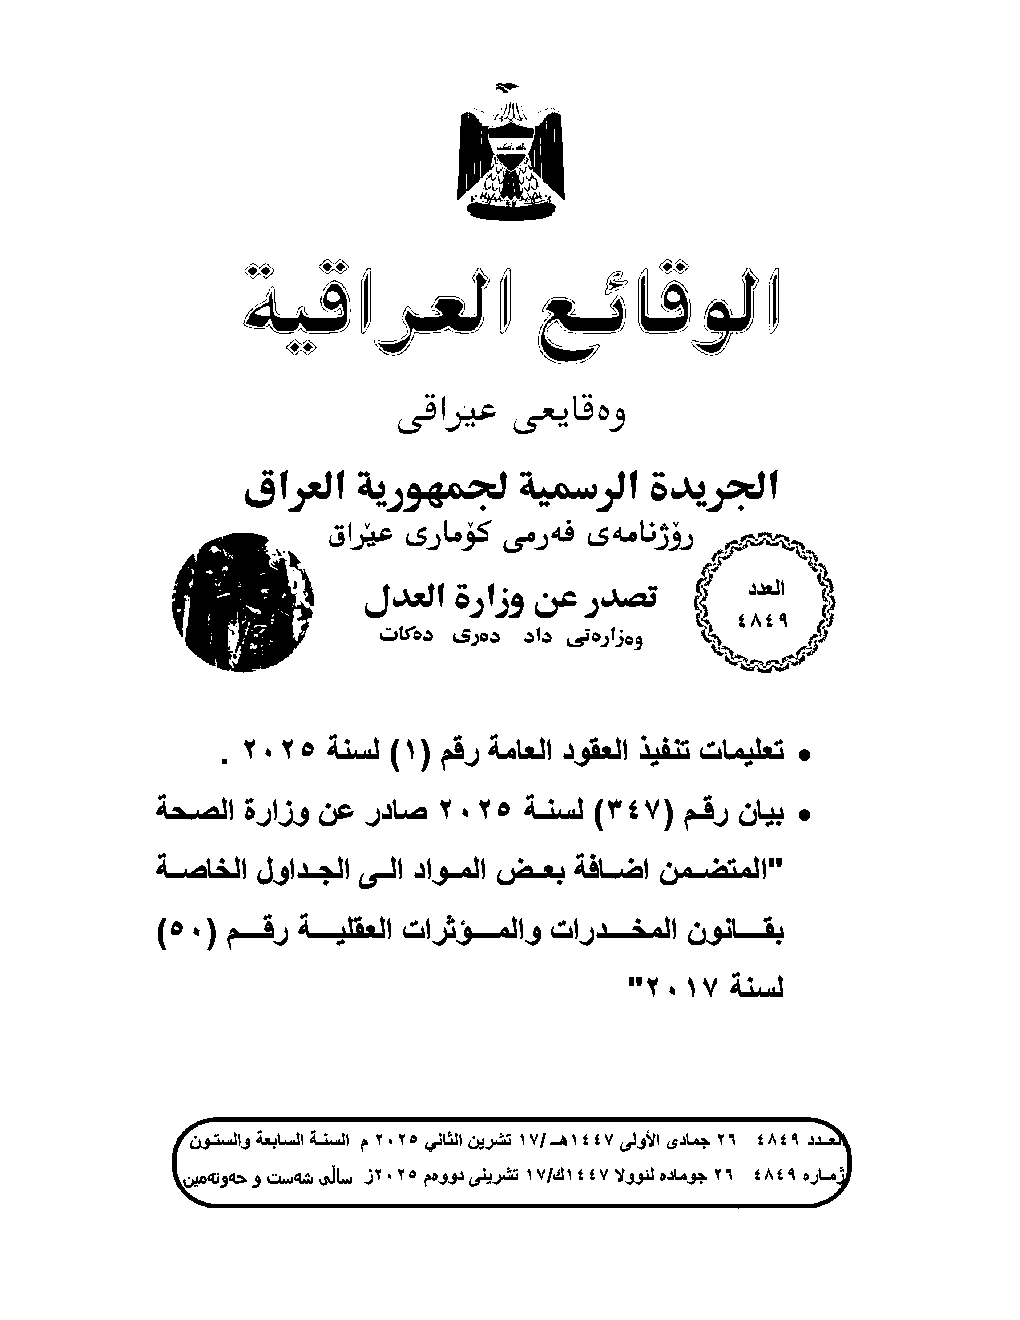 الوقائع العراقية
وەقایعی عیراقی
الجريدة الرسمية لجمهورية العراق
رۆژنامەی فەرمی کۆماری عێراق
العدد
٤٨٤٩
تصدر عن وزارة العدل
وەزارەتی داد دەری دەکات
• تعليمات تنفيذ العقود العامة رقم (١) لسنة ٢٠٢٥ .
• بيان رقم (٣٤٧) لسنة ٢٠٢٥ صادر عن وزارة الصحة
"المتضمن اضافة بعض المواد الى الجداول الخاصة
بقانون المخدرات والمؤثرات العقلية رقم (٥٠)
لسنة ٢٠١٧"
العدد ٤٨٤٩ ٢٦ جمادى الأولى ١٤٤٧هـ /١٧ تشرين الثاني ٢٠٢٥ م السنة السابعة والستون
ژمارە ٤٨٤٩ ٢٦ جومادە لئوولا ١٤٤٧ك/١٧ تشرینی دووەم ٢٠٢٥ز ساڵی شەست و حەوتەمین